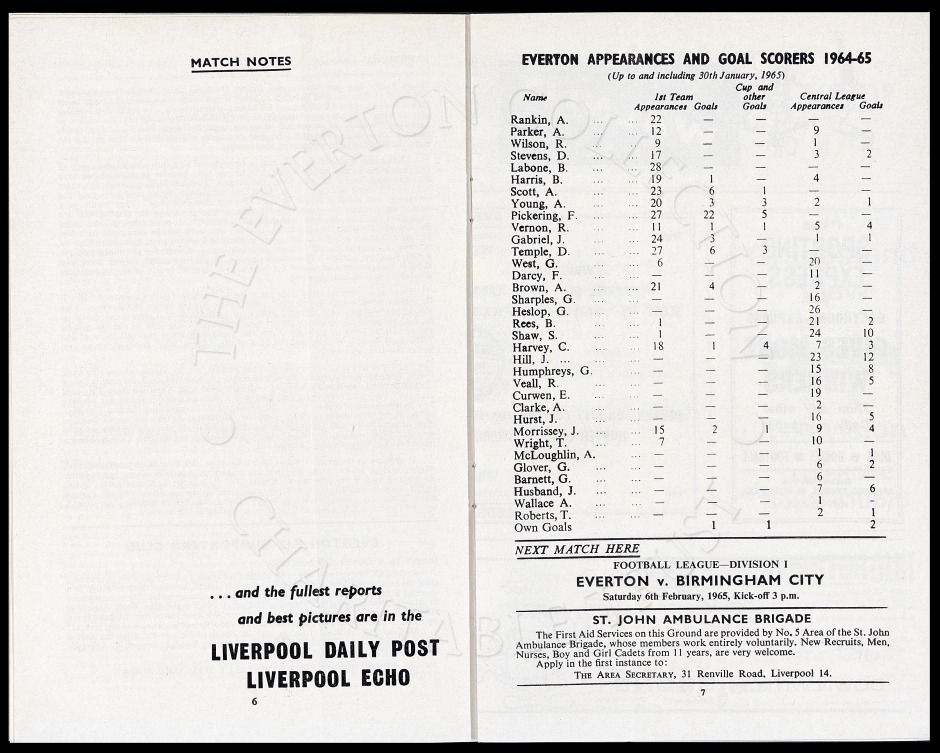 MATCH NOTES
... and the fullest reports
and best pictures are in the
LIVERPOOL DAILY POST
LIVERPOOL ECHO
6
EVERTON APPEARANCES AND GOAL SCORERS 1964-65
(Up to and including 30th January, 1965)
Name 1st Team Appearances Goals Cup and other Goals Central League Appearances Goals
Rankin, A. ... ... 22 — — — —
Parker, A. ... ... 12 — — 9 —
Wilson, R. ... ... 9 — — 1 —
Stevens, D. ... ... 17 — — 3 2
Labone, B. ... ... 28 — — — —
Harris, B. ... ... 19 1 — 4 —
Scott, A. ... ... 23 6 1 — —
Young, A. ... ... 20 3 3 2 1
Pickering, F. ... ... 27 22 5 — —
Vernon, R. ... ... 11 1 1 5 4
Gabriel, J. ... ... 24 3 — 1 1
Temple, D. ... ... 27 6 3 — —
West, G. ... ... 6 — — 20 —
Darcy, F. ... ... — — — 11 —
Brown, A. ... ... 21 4 — 2 —
Sharples, G. ... ... — — — 16 —
Heslop, G. ... ... — — — 26 —
Rees, B. ... ... 1 — — 21 2
Shaw, S. ... ... 1 — — 24 10
Harvey, C. ... ... 18 1 4 7 3
Hill, J. ... ... ... — — — 23 12
Humphreys, G. ... — — — 15 8
Veall, R. ... ... — — — 16 5
Curwen, E. ... ... — — — 19 —
Clarke, A. ... ... — — — 2 —
Hurst, J. ... ... — — — 16 5
Morrissey, J. ... ... 15 2 1 9 4
Wright, T. ... ... 7 — — 10 —
McLoughlin, A. ... — — — 1 1
Glover, G. ... ... — — — 6 2
Barnett, G. ... ... — — — 6 —
Husband, J. ... ... — — — 7 6
Wallace A. ... ... — — — 1 -
Roberts, T. ... ... — — — 2 1
Own Goals 1 1 2
NEXT MATCH HERE
FOOTBALL LEAGUE—DIVISION I
EVERTON v. BIRMINGHAM CITY
Saturday 6th February, 1965, Kick-off 3 p.m.
ST. JOHN AMBULANCE BRIGADE
The First Aid Services on this Ground are provided by No. 5 Area of the St. John
Ambulance Brigade, whose members work entirely voluntarily. New Recruits, Men,
Nurses, Boy and Girl Cadets from 11 years, are very welcome.
Apply in the first instance to:
THE AREA SECRETARY, 31 Renville Road, Liverpool 14.
7
THE EVERTON COLLECTION
CHARITABLE TRUST